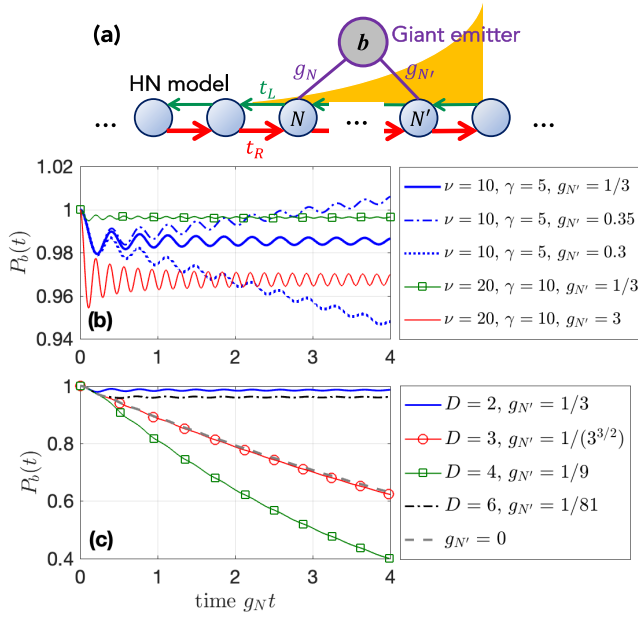 (a)
b
Giant emitter
g_N
g_{N'}
HN model
t_L
...
N
...
N'
...
t_R
1.02
1
0.98
0.96
0.94
P_b(t)
(b)
0
1
2
3
4
ν = 10, γ = 5, g_{N'} = 1/3
ν = 10, γ = 5, g_{N'} = 0.35
ν = 10, γ = 5, g_{N'} = 0.3
ν = 20, γ = 10, g_{N'} = 1/3
ν = 20, γ = 10, g_{N'} = 3
1
0.8
0.6
0.4
P_b(t)
(c)
0
1
2
3
4
time g_N t
D = 2, g_{N'} = 1/3
D = 3, g_{N'} = 1/(3^{3/2})
D = 4, g_{N'} = 1/9
D = 6, g_{N'} = 1/81
g_{N'} = 0